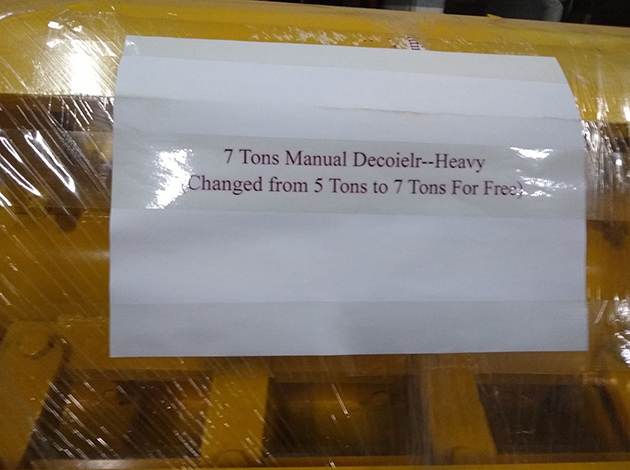 7 Tons Manual Decoielr--Heavy
(Changed from 5 Tons to 7 Tons For Free)